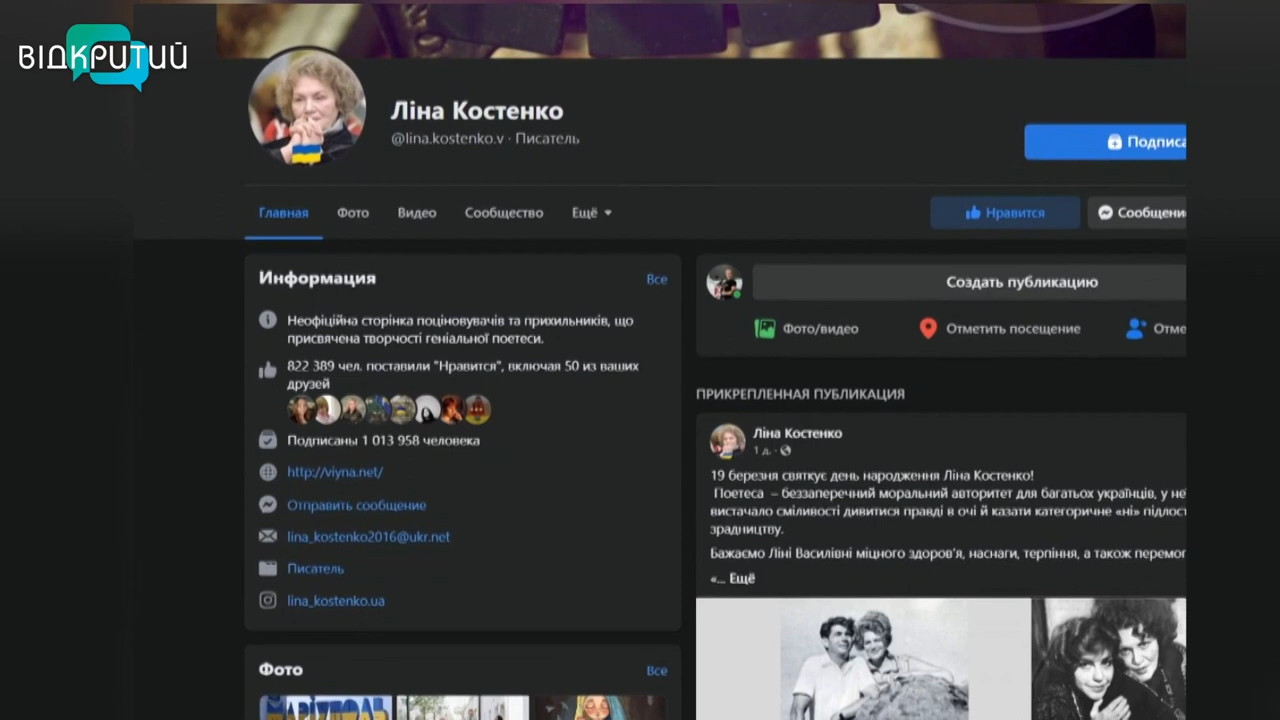 ВІДКРИТИЙ
Ліна Костенко
@lina.kostenko.v · Писатель
Подписа
Главная Фото Видео Сообщество Ещё
Нравится Сообщени
Информация Все
Неофіційна сторінка поціновувачів та прихильників, що
присвячена творчості геніальної поетеси.
822 389 чел. поставили "Нравится", включая 50 из ваших
друзей
Подписаны 1 013 958 человека
http://viyna.net/
Отправить сообщение
lina_kostenko2016@ukr.net
Писатель
lina_kostenko.ua
Фото Все
Создать публикацию
Фото/видео Отметить посещение Отме
ПРИКРЕПЛЕННАЯ ПУБЛИКАЦИЯ
Ліна Костенко
1 д. ·
19 березня святкує день народження Ліна Костенко!
Поетеса – беззаперечний моральний авторитет для багатьох українців, у не
вистачало сміливості дивитися правді в очі й казати категоричне «ні» підлост
зрадництву.
Бажаємо Ліні Василівні міцного здоров'я, наснаги, терпіння, а також перемог
«... Ещё